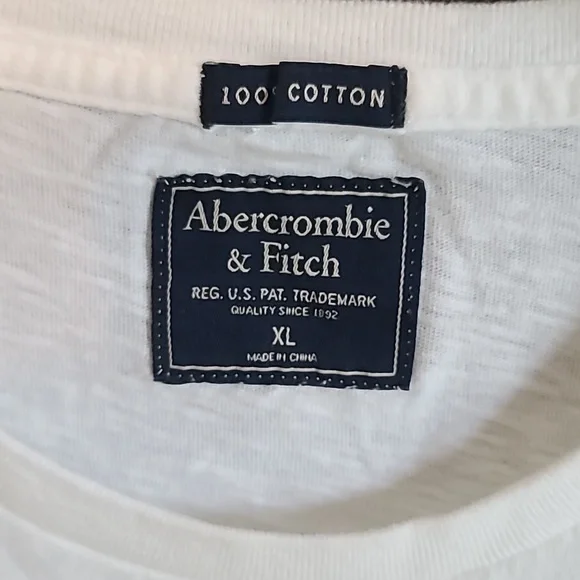 100% COTTON
Abercrombie
& Fitch
REG. U.S. PAT. TRADEMARK
QUALITY SINCE 1892
XL
MADE IN CHINA